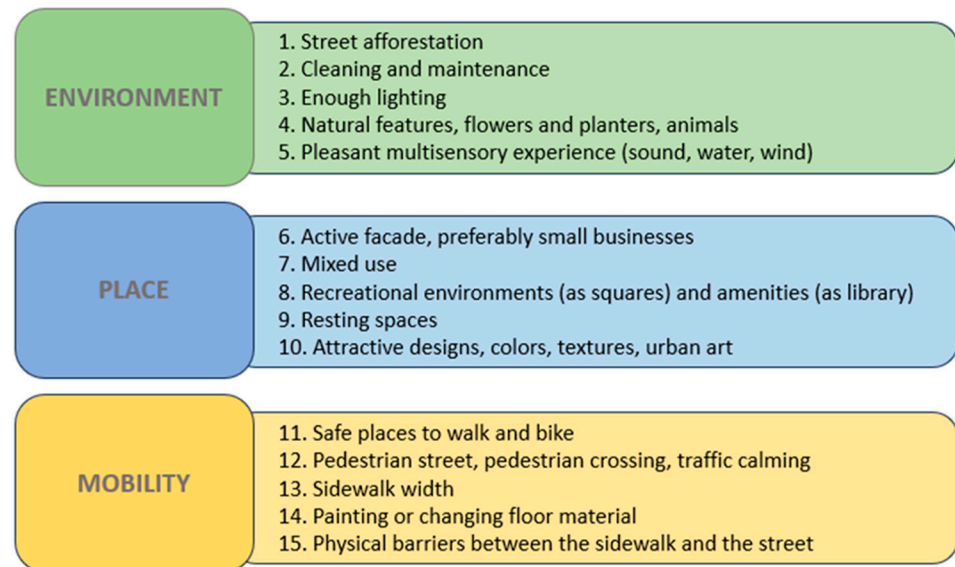 ENVIRONMENT
1. Street afforestation
2. Cleaning and maintenance
3. Enough lighting
4. Natural features, flowers and planters, animals
5. Pleasant multisensory experience (sound, water, wind)
PLACE
6. Active facade, preferably small businesses
7. Mixed use
8. Recreational environments (as squares) and amenities (as library)
9. Resting spaces
10. Attractive designs, colors, textures, urban art
MOBILITY
11. Safe places to walk and bike
12. Pedestrian street, pedestrian crossing, traffic calming
13. Sidewalk width
14. Painting or changing floor material
15. Physical barriers between the sidewalk and the street